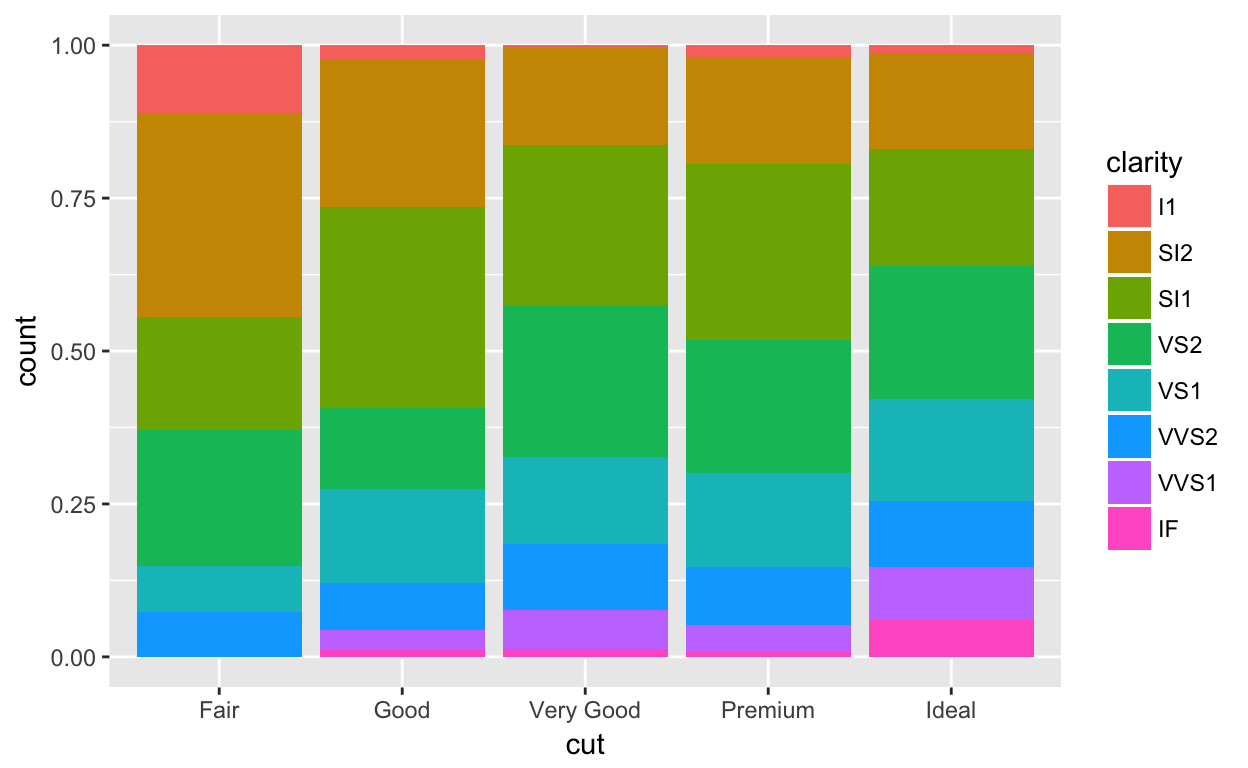 1.00
0.75
0.50
0.25
0.00
count
Fair Good Very Good Premium Ideal
cut
clarity
I1
SI2
SI1
VS2
VS1
VVS2
VVS1
IF